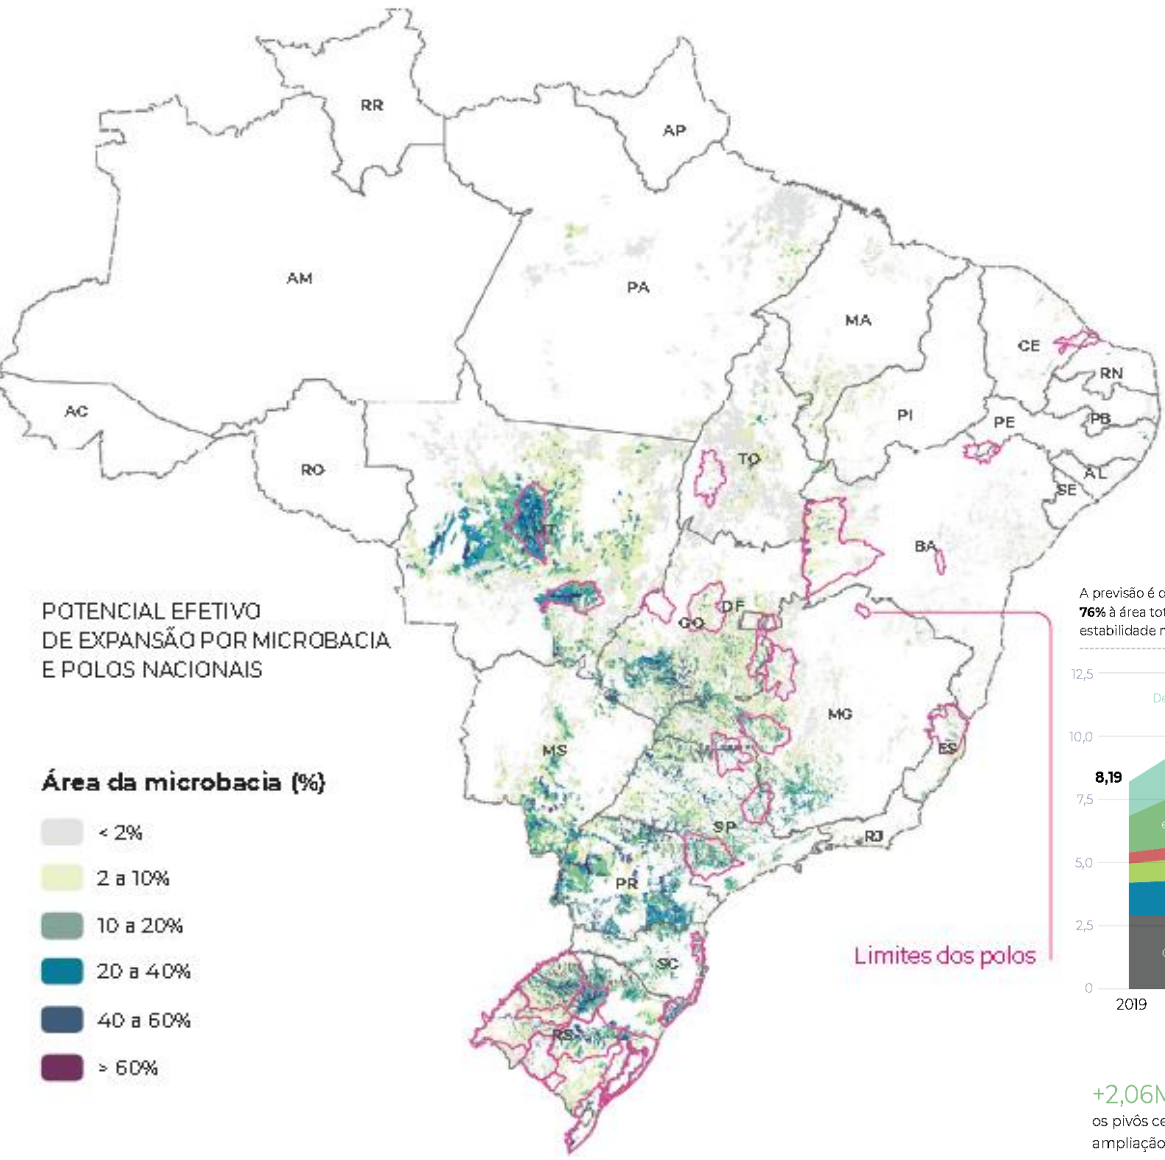 RR
AP
AM
PA
MA
CE
RN
AC
PI
PE
PB
RO
TO
AL
SE
MT
BA
POTENCIAL EFETIVO
DE EXPANSÃO POR MICROBACIA
E POLOS NACIONAIS
DF
GO
MG
MS
ES
SP
RJ
PR
SC
RS
Área da microbacia (%)
< 2%
2 a 10%
10 a 20%
20 a 40%
40 a 60%
> 60%
Limites dos polos
A previsão é d
76% à área tot
estabilidade n
12,5
De
10,0
8,19
7,5
5,0
2,5
0
2019
+2,06M
os pivôs ce
ampliação